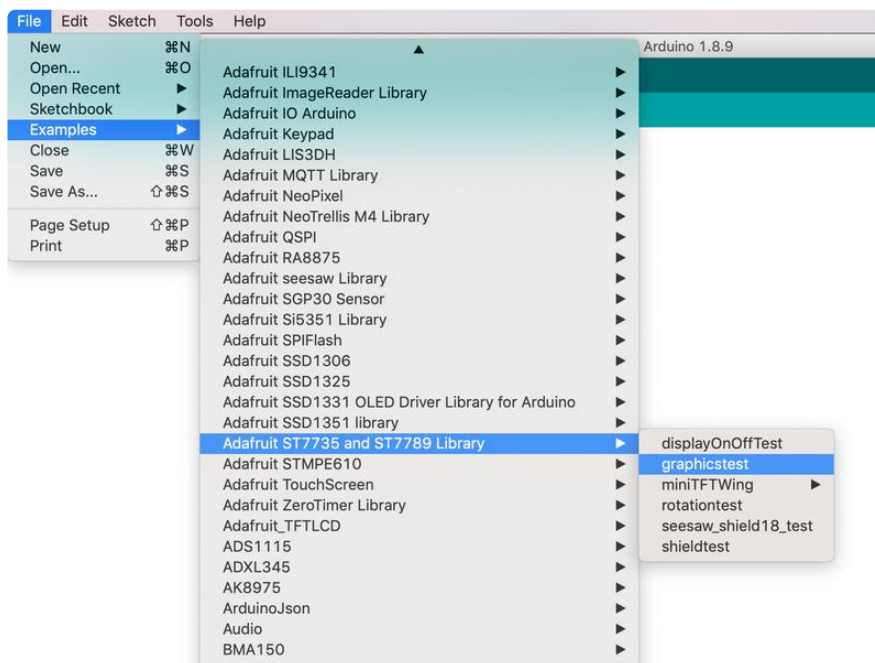 File Edit Sketch Tools Help
Arduino 1.8.9
New ⌘N
Open... ⌘O
Open Recent ▶
Sketchbook ▶
Examples ▶
Close ⌘W
Save ⌘S
Save As... ⇧⌘S
Page Setup ⇧⌘P
Print ⌘P
▲
Adafruit ILI9341 ▶
Adafruit ImageReader Library ▶
Adafruit IO Arduino ▶
Adafruit Keypad ▶
Adafruit LIS3DH ▶
Adafruit MQTT Library ▶
Adafruit NeoPixel ▶
Adafruit NeoTrellis M4 Library ▶
Adafruit QSPI ▶
Adafruit RA8875 ▶
Adafruit seesaw Library ▶
Adafruit SGP30 Sensor ▶
Adafruit Si5351 Library ▶
Adafruit SPIFlash ▶
Adafruit SSD1306 ▶
Adafruit SSD1325 ▶
Adafruit SSD1331 OLED Driver Library for Arduino ▶
Adafruit SSD1351 library ▶
Adafruit ST7735 and ST7789 Library ▶
Adafruit STMPE610 ▶
Adafruit TouchScreen ▶
Adafruit ZeroTimer Library ▶
Adafruit_TFTLCD ▶
ADS1115 ▶
ADXL345 ▶
AK8975 ▶
ArduinoJson ▶
Audio ▶
BMA150 ▶
displayOnOffTest
graphicstest
miniTFTWing ▶
rotationtest
seesaw_shield18_test
shieldtest